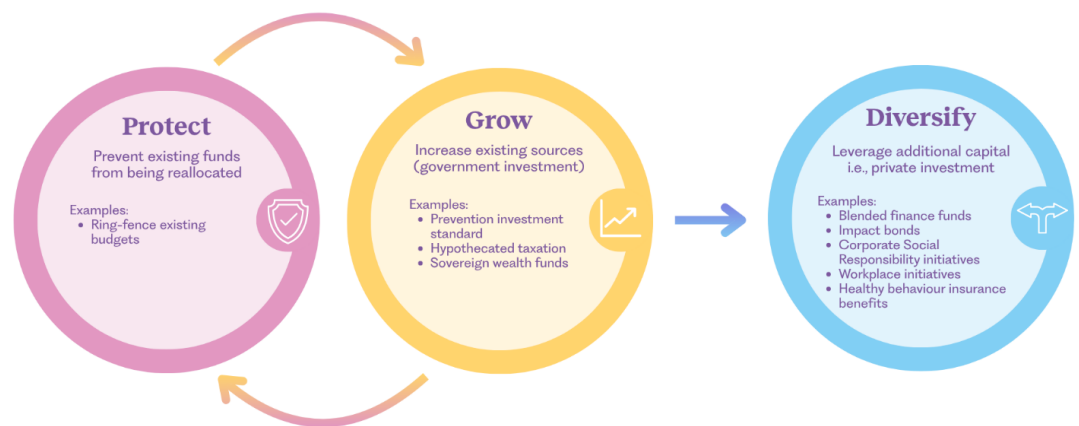 Protect
Prevent existing funds
from being reallocated
Examples:
• Ring-fence existing
budgets
Grow
Increase existing sources
(government investment)
Examples:
• Prevention investment
standard
• Hypothecated taxation
• Sovereign wealth funds
Diversify
Leverage additional capital
i.e., private investment
Examples:
• Blended finance funds
• Impact bonds
• Corporate Social
Responsibility initiatives
• Workplace initiatives
• Healthy behaviour insurance
benefits